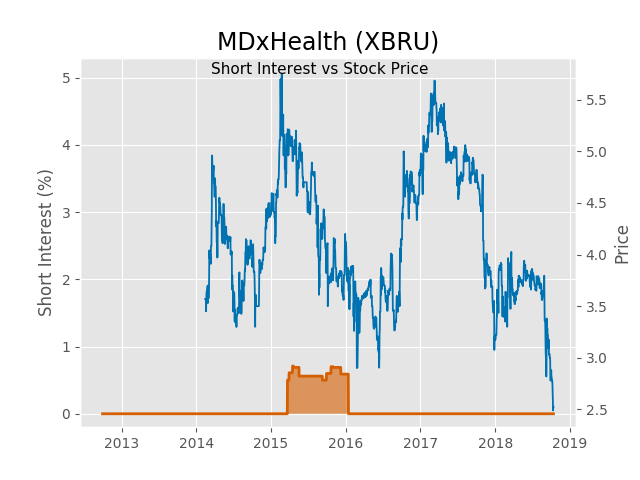 MDxHealth (XBRU)
Short Interest vs Stock Price
Short Interest (%)
5
4
3
2
1
0
5.5
5.0
4.5
4.0
3.5
3.0
2.5
Price
2013 2014 2015 2016 2017 2018 2019